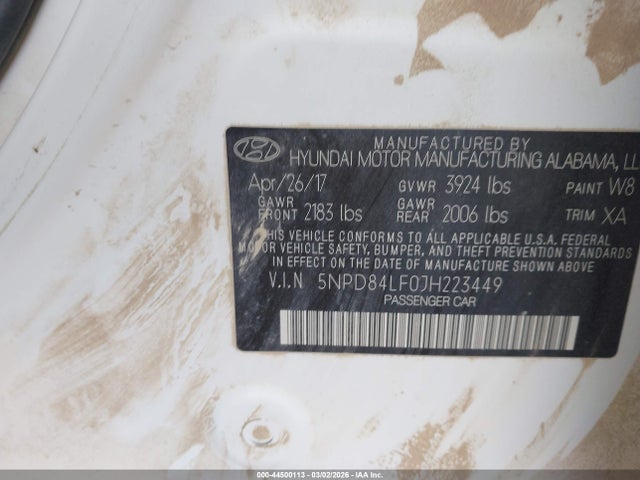 MANUFACTURED BY
HYUNDAI MOTOR MANUFACTURING ALABAMA, LL
Apr/26/17 GVWR 3924 lbs PAINT W8
GAWR FRONT 2183 lbs GAWR REAR 2006 lbs TRIM XA
THIS VEHICLE CONFORMS TO ALL APPLICABLE U.S.A. FEDERAL
MOTOR VEHICLE SAFETY, BUMPER, AND THEFT PREVENTION STANDARDS
IN EFFECT ON THE DATE OF MANUFACTURE SHOWN ABOVE.
V.I.N 5NPD84LF0JH223449
PASSENGER CAR
000-44500113 - 03/02/2026 - COPART